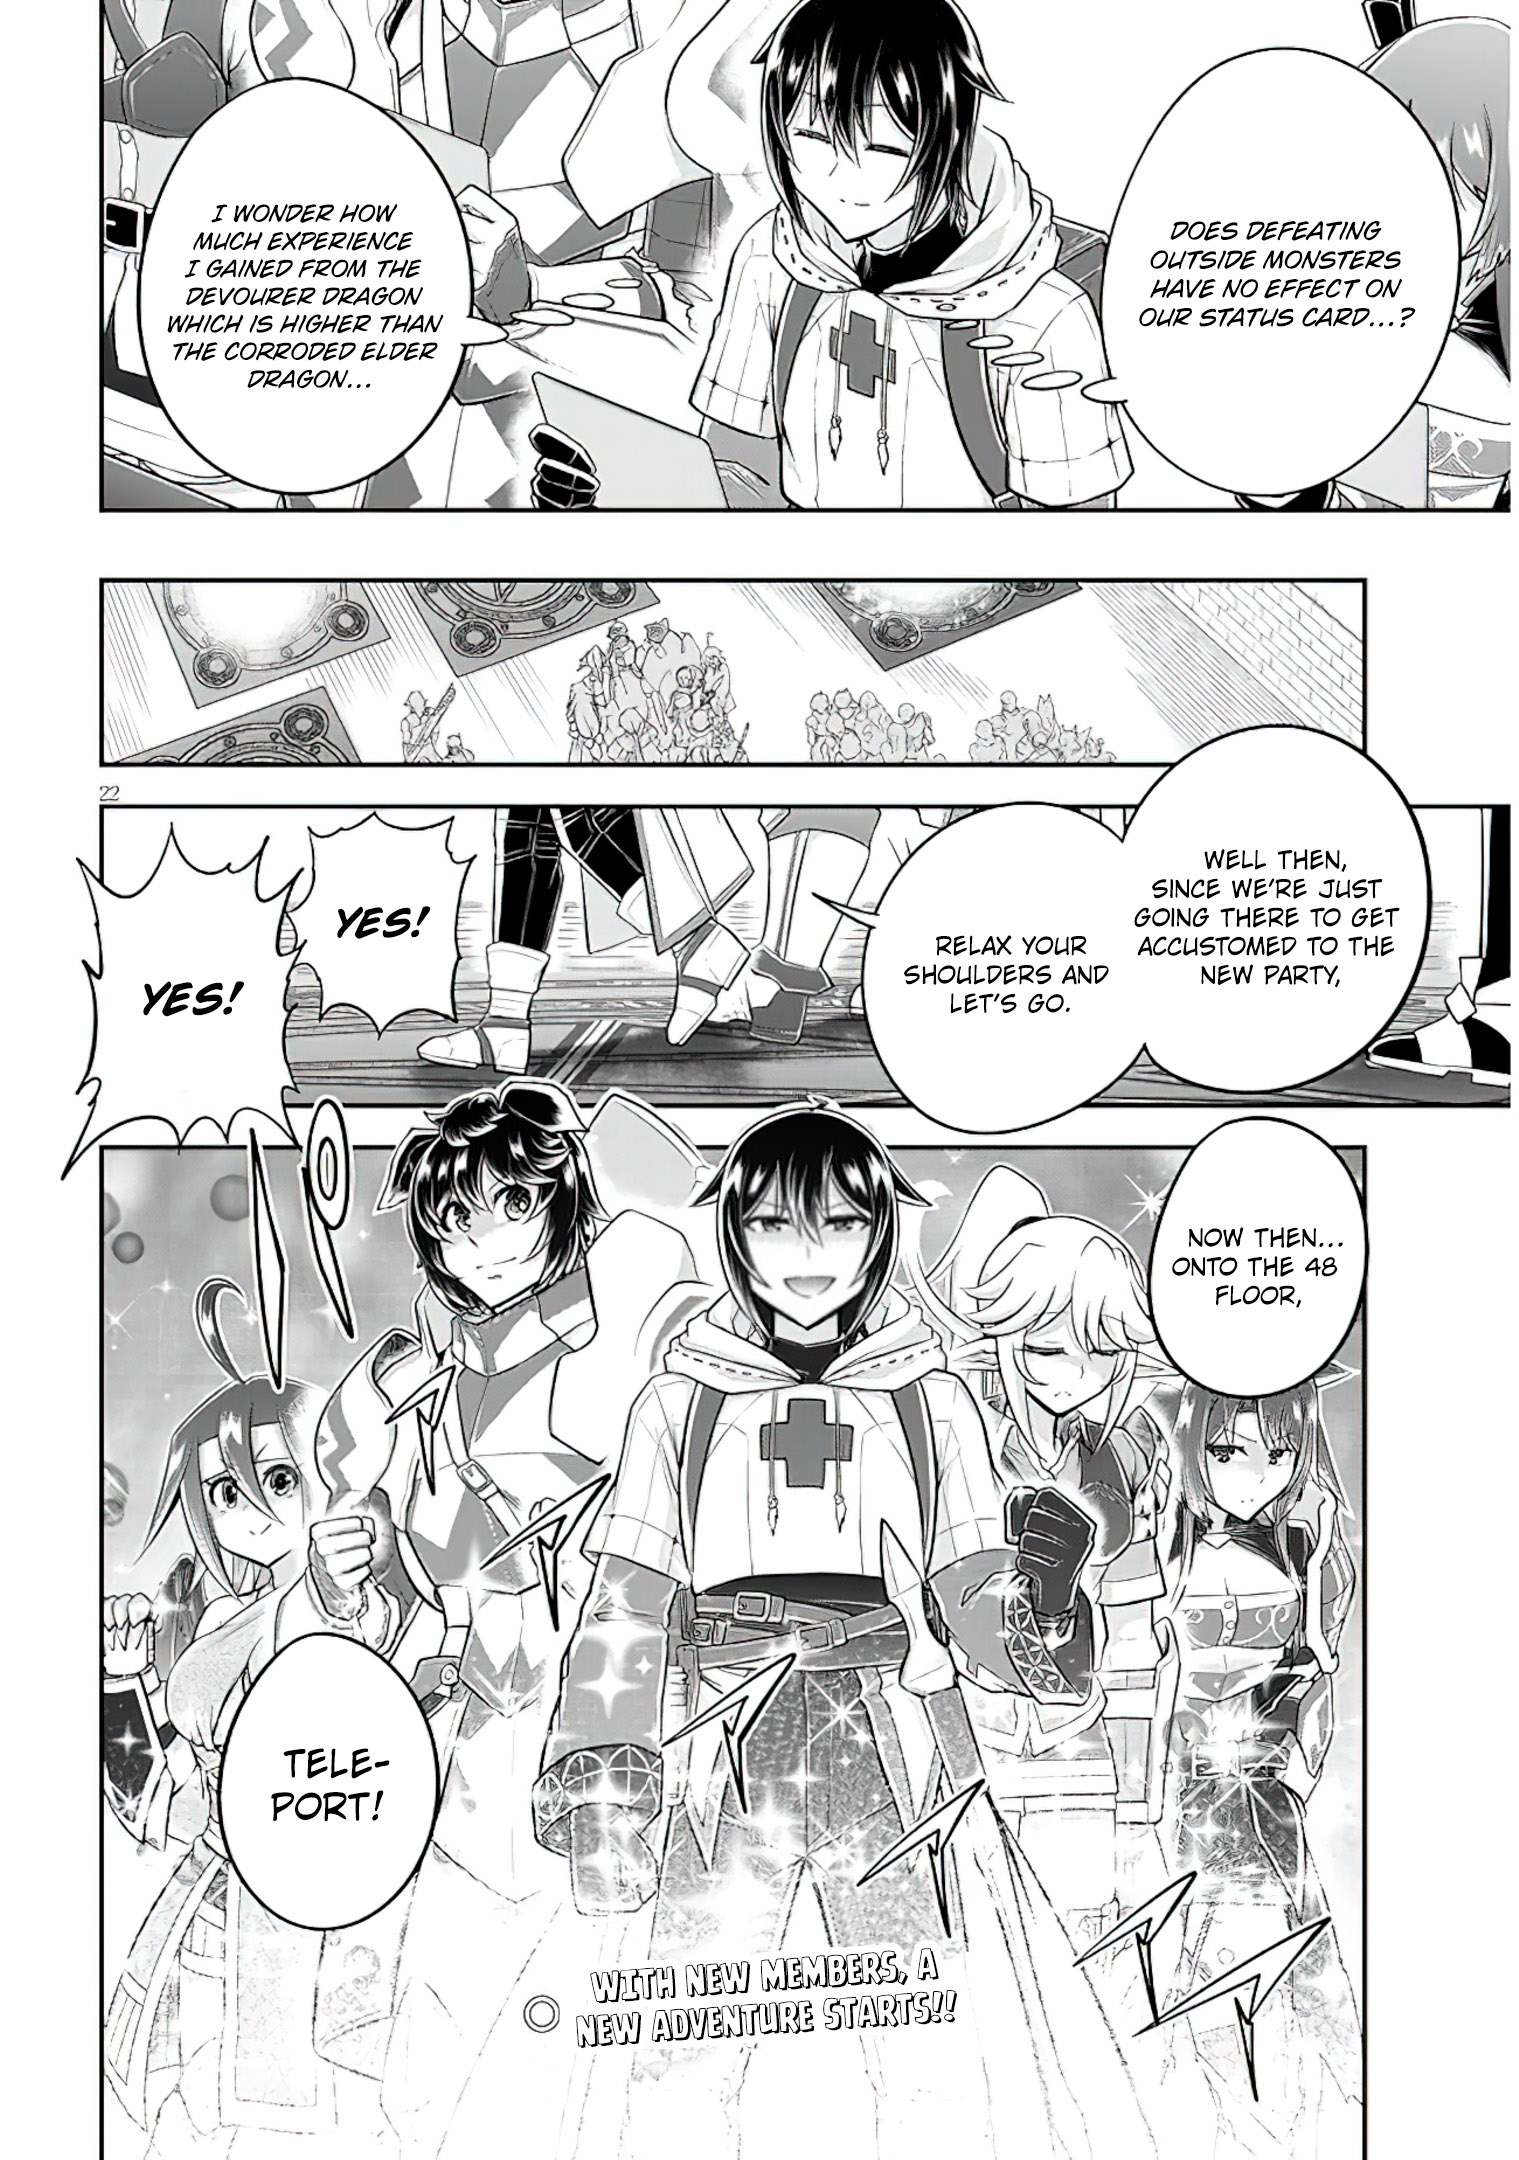 DOES DEFEATING
OUTSIDE MONSTERS
HAVE NO EFFECT ON
OUR STATUS CARD...?
I WONDER HOW
MUCH EXPERIENCE
I GAINED FROM THE
DEVOURER DRAGON
WHICH IS HIGHER THAN
THE CORRODED ELDER
DRAGON...
22
WELL THEN,
SINCE WE'RE JUST
GOING THERE TO GET
ACCUSTOMED TO THE
NEW PARTY,
RELAX YOUR
SHOULDERS AND
LET'S GO.
YES!
YES!
NOW THEN...
ONTO THE 48
FLOOR,
TELE-
PORT!
WITH NEW MEMBERS, A
NEW ADVENTURE STARTS!!